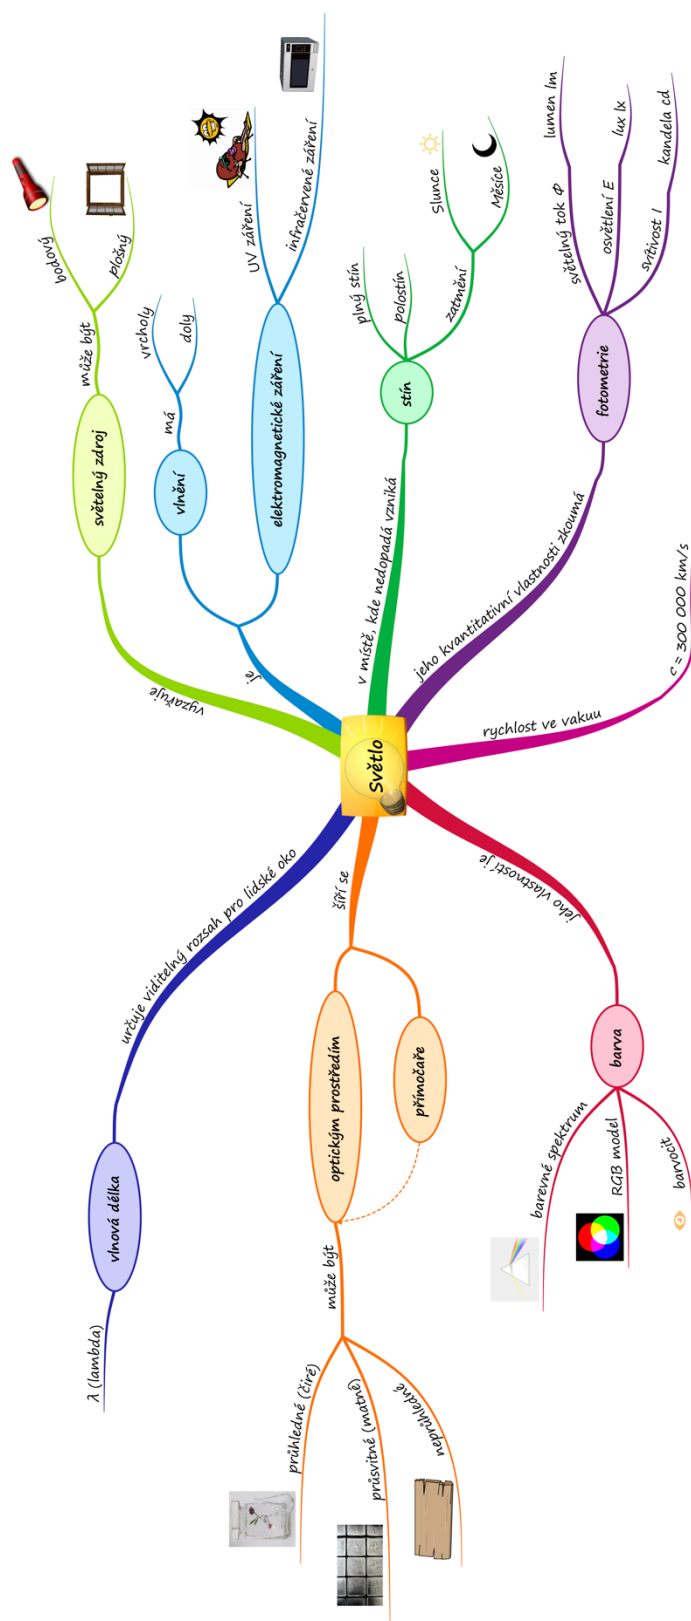 Světlo
vyzařuje
světelný zdroj
může být
bodový
plošný
je
vlnění
má
vrcholy
doly
elektromagnetické záření
UV záření
infračervené záření
v místě, kde nedopadá vzniká
stín
plný stín
polostín
zatmění
Slunce
Měsíce
jeho kvantitativní vlastnosti zkoumá
fotometrie
světelný tok Φ
lumen lm
osvětlení E
lux lx
svítivost I
kandela cd
rychlost ve vakuu
c = 300 000 km/s
jeho vlastností je
barva
barevné spektrum
RGB model
barvocit
šíří se
optickým prostředím
přímočaře
může být
průhledné (čiré)
průsvitné (matné)
neprůhledné
určuje viditelný rozsah pro lidské oko
vlnová délka
λ (lambda)